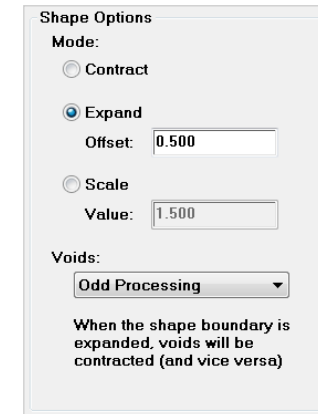 Shape Options
Mode:
Contract
Expand
Offset: 0.500
Scale
Value: 1.500
Voids:
Odd Processing
When the shape boundary is
expanded, voids will be
contracted (and vice versa)